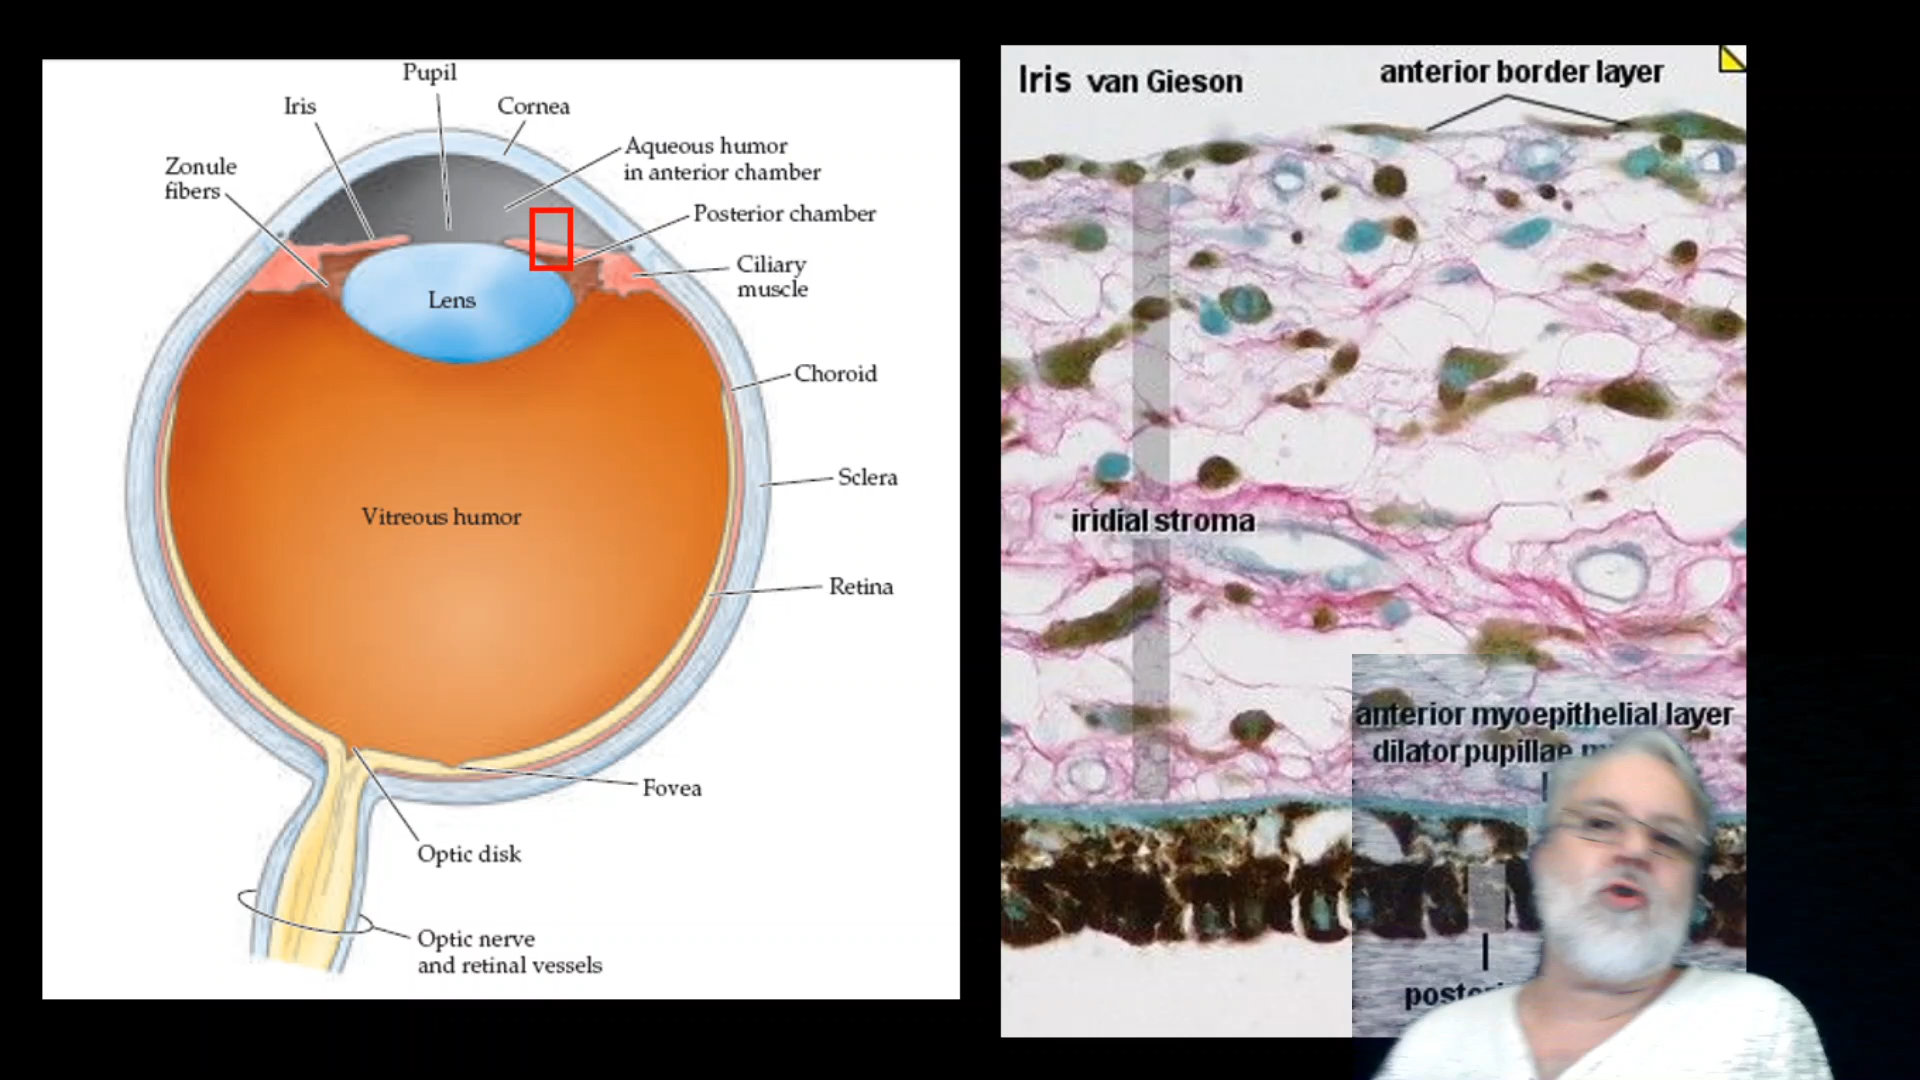 Pupil
Iris
Cornea
Aqueous humor
in anterior chamber
Zonule
fibers
Posterior chamber
Ciliary
muscle
Lens
Choroid
Sclera
Vitreous humor
Retina
Fovea
Optic disk
Optic nerve
and retinal vessels
Iris van Gieson
anterior border layer
iridial stroma
anterior myoepithelial layer
dilator pupillae